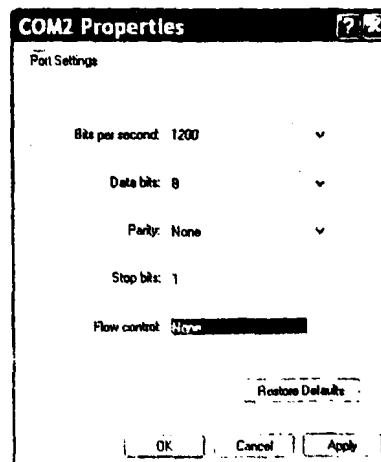 COM2 Properties
Port Settings
Bits per second: 1200
Data bits: 8
Parity: None
Stop bits: 1
Flow control: None
Restore Defaults
OK Cancel Apply